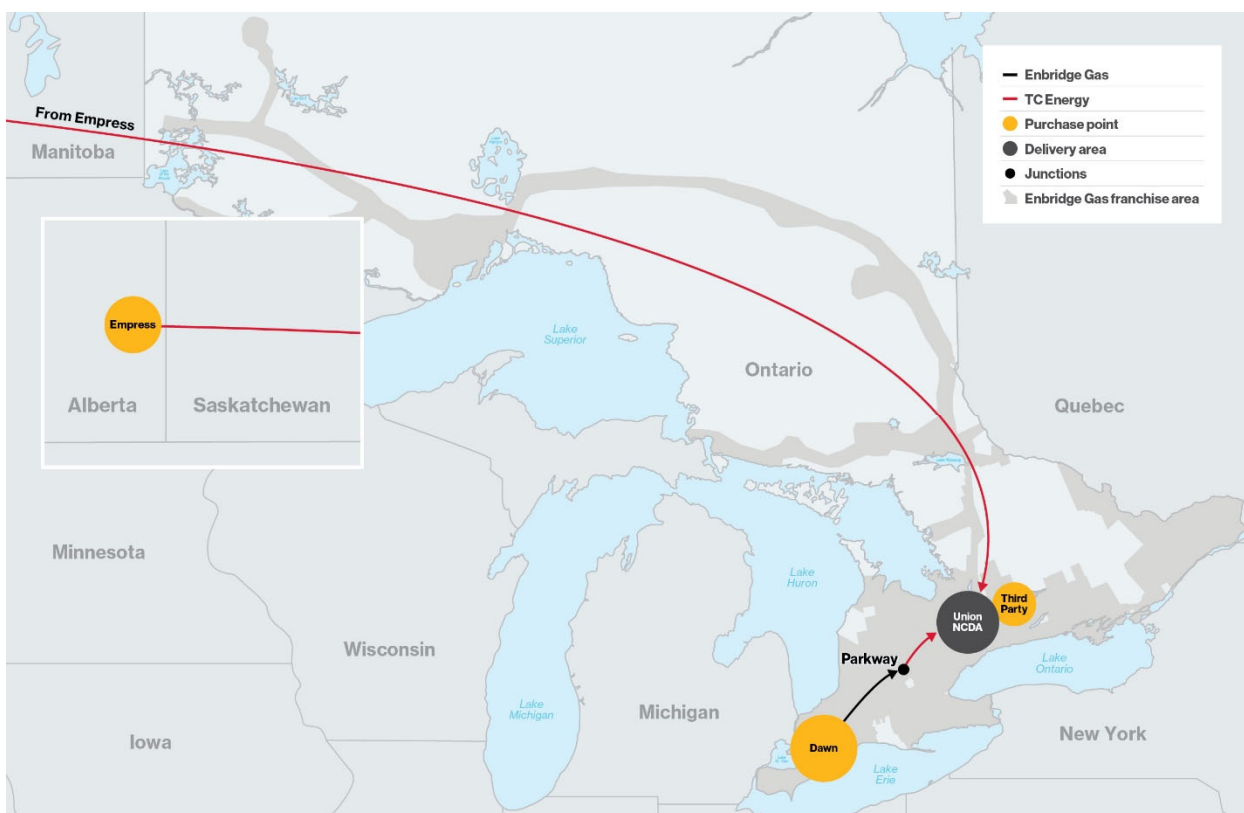 Enbridge Gas
TC Energy
Purchase point
Delivery area
Junctions
Enbridge Gas franchise area
From Empress
Manitoba
Empress
Alberta
Saskatchewan
Lake
Superior
Ontario
Quebec
Minnesota
Wisconsin
Iowa
Lake
Michigan
Michigan
Lake
Huron
Third
Party
Union
NCDA
Parkway
Lake
Ontario
New York
Dawn
Lake
Erie